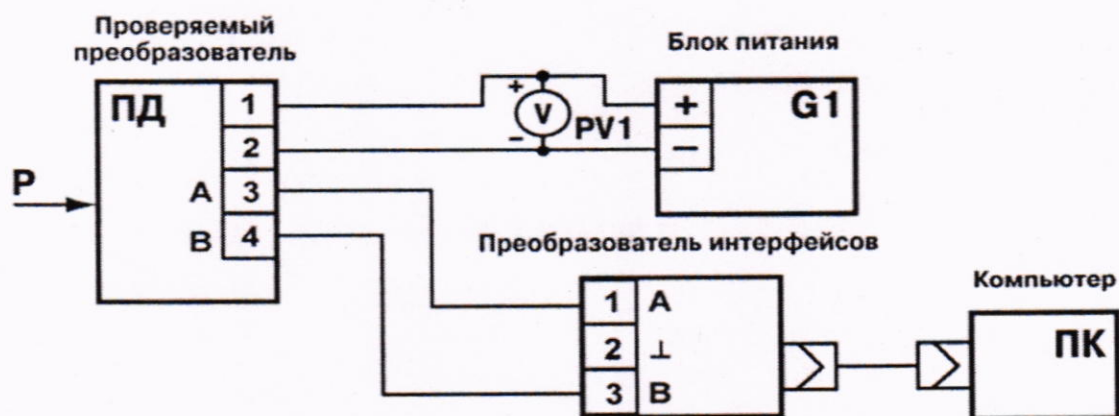 Проверяемый
преобразователь
Блок питания
ПД
1
2
A 3
B 4
P
+
V
−
PV1
+
−
G1
Преобразователь интерфейсов
1 A
2 ⊥
3 B
Компьютер
ПК